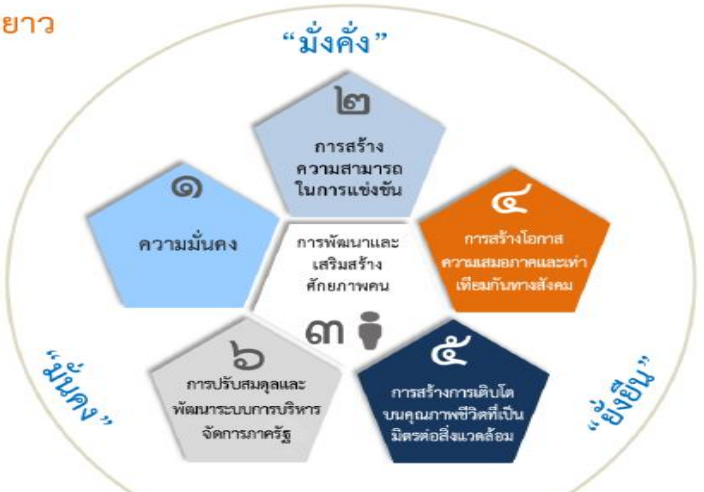 ยาว
“มั่งคั่ง”
๒
การสร้าง
ความสามารถ
ในการแข่งขัน
๑
ความมั่นคง
การพัฒนาและ
เสริมสร้าง
ศักยภาพคน
๓
๔
การสร้างโอกาส
ความเสมอภาคและเท่า
เทียมกันทางสังคม
๖
การปรับสมดุลและ
พัฒนาระบบการบริหาร
จัดการภาครัฐ
๕
การสร้างการเติบโต
บนคุณภาพชีวิตที่เป็น
มิตรต่อสิ่งแวดล้อม
“มั่นคง”
“ยั่งยืน”